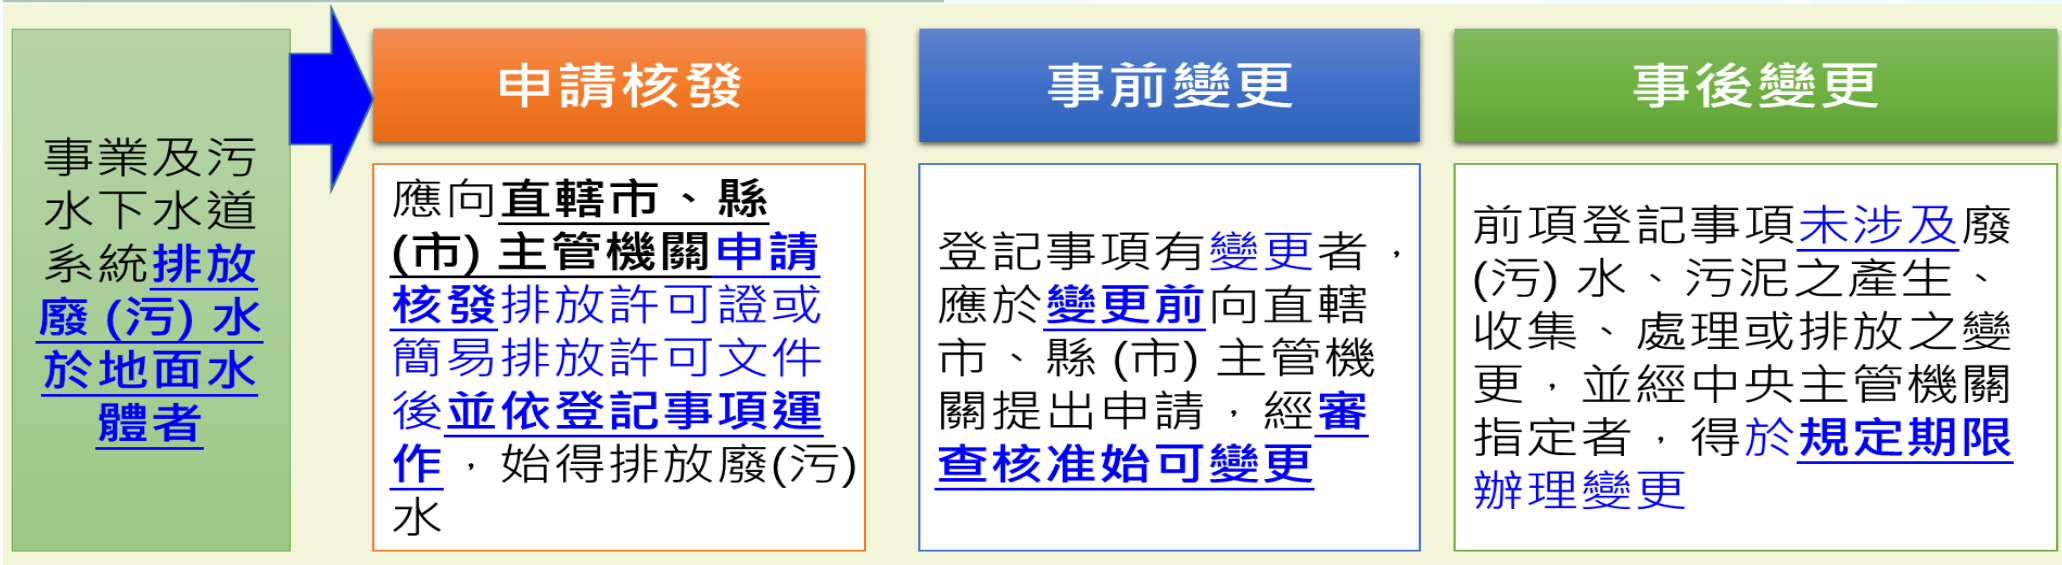 事業及污
水下水道
系統排放
廢 (污) 水
於地面水
體者
申請核發
應向直轄市、縣
(市) 主管機關申請
核發排放許可證或
簡易排放許可文件
後並依登記事項運
作，始得排放廢(污)
水
事前變更
登記事項有變更者，
應於變更前向直轄
市、縣 (市) 主管機
關提出申請，經審
查核准始可變更
事後變更
前項登記事項未涉及廢
(污) 水、污泥之產生、
收集、處理或排放之變
更，並經中央主管機關
指定者，得於規定期限
辦理變更